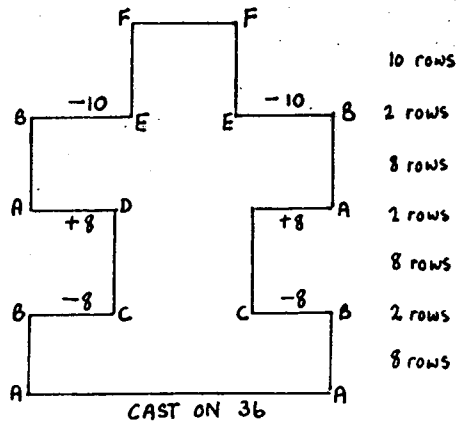 F F
10 rows
-10 -10
B E E B 2 rows
8 rows
A D A
+8 +8 2 rows
8 rows
-8 -8
B C C B 2 rows
8 rows
A A
CAST ON 36